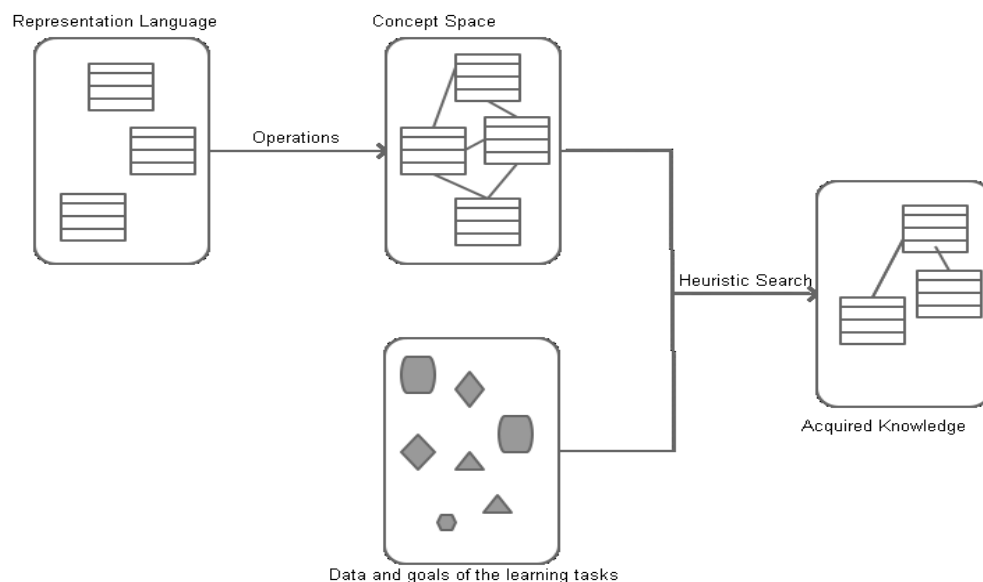 Representation Language
Concept Space
Operations
Heuristic Search
Acquired Knowledge
Data and goals of the learning tasks